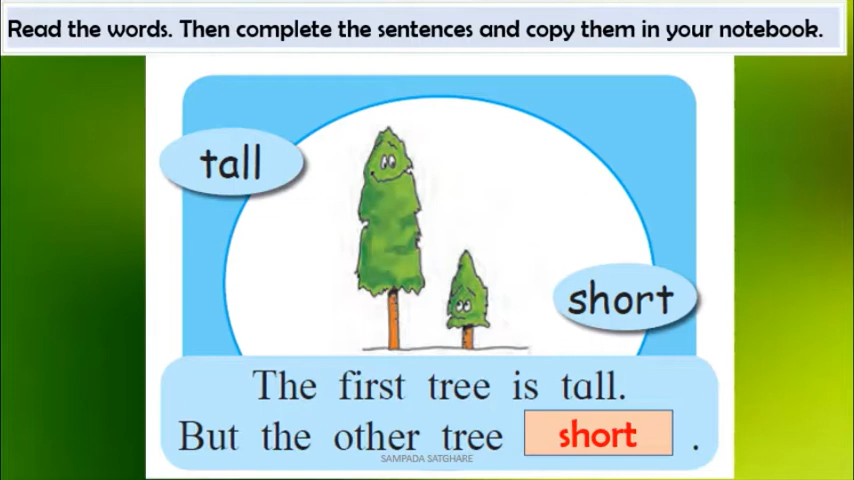 Read the words. Then complete the sentences and copy them in your notebook.
tall
short
The first tree is tall.
But the other tree short .
SAMPADA SATGHARE